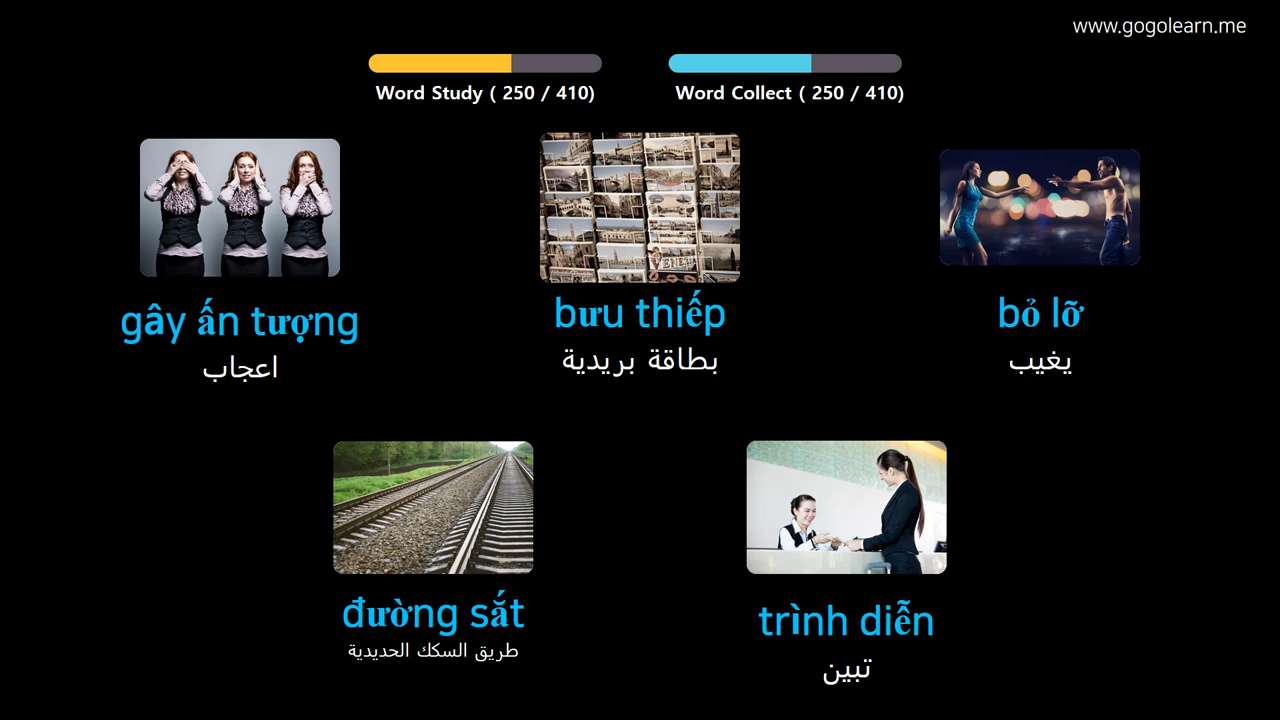 www.gogolearn.me
Word Study ( 250 / 410)
Word Collect ( 250 / 410)
gây ấn tượng
اعجاب
bưu thiếp
بطاقة بريدية
bỏ lỡ
يغيب
đường sắt
طريق السكك الحديدية
trình diễn
تبين